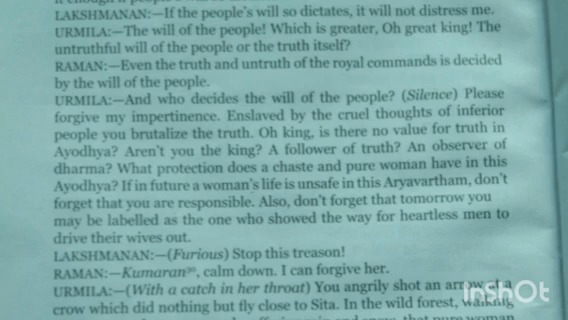 LAKSHMANAN:—If the people's will so dictates, it will not distress me.
URMILA:—The will of the people! Which is greater, Oh great king! The
untruthful will of the people or the truth itself?
RAMAN:—Even the truth and untruth of the royal commands is decided
by the will of the people.
URMILA:—And who decides the will of the people? (Silence) Please
forgive my impertinence. Enslaved by the cruel thoughts of inferior
people you brutalize the truth. Oh king, is there no value for truth in
Ayodhya? Aren't you the king? A follower of truth? An observer of
dharma? What protection does a chaste and pure woman have in this
Ayodhya? If in future a woman's life is unsafe in this Aryavartham, don't
forget that you are responsible. Also, don't forget that tomorrow you
may be labelled as the one who showed the way for heartless men to
drive their wives out.
LAKSHMANAN:—(Furious) Stop this treason!
RAMAN:—Kumaran, calm down. I can forgive her.
URMILA:—(With a catch in her throat) You angrily shot an arrow at a
crow which did nothing but fly close to Sita. In the wild forest, walking
that pure woman
InShOt